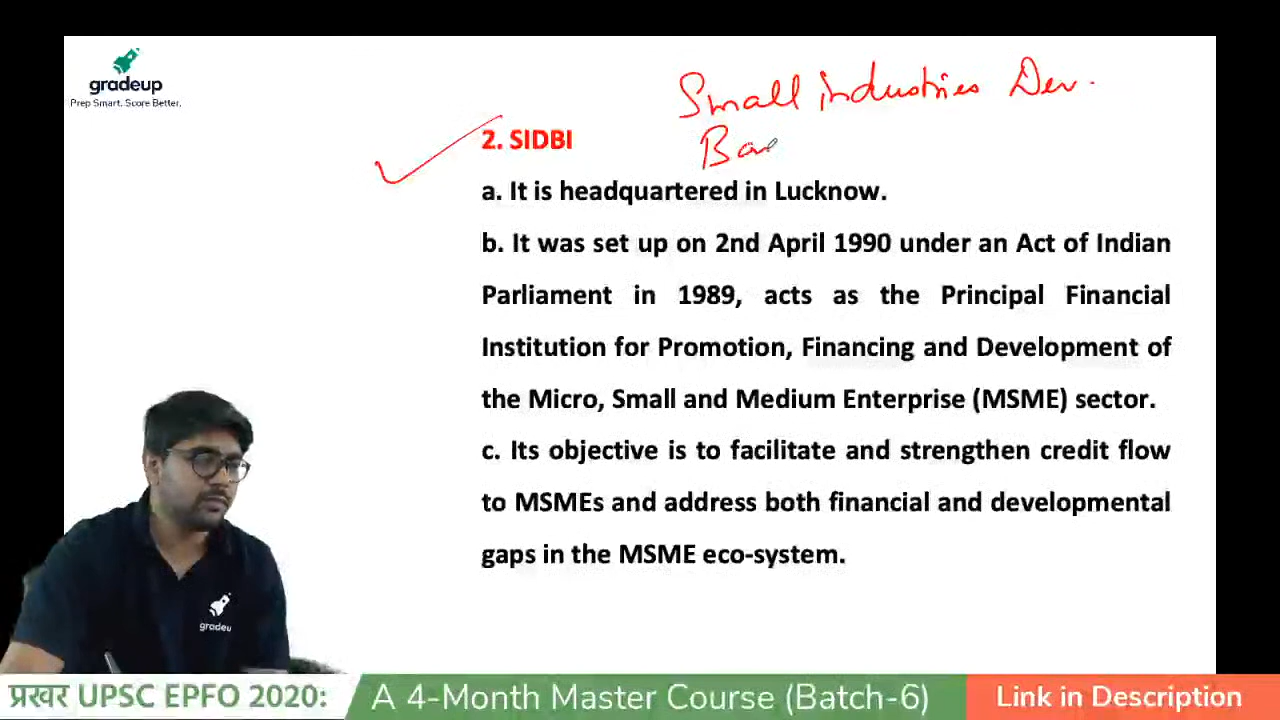 gradeup
Prep Smart. Score Better.
Small industries Dev.
Ba
2. SIDBI
a. It is headquartered in Lucknow.
b. It was set up on 2nd April 1990 under an Act of Indian
Parliament in 1989, acts as the Principal Financial
Institution for Promotion, Financing and Development of
the Micro, Small and Medium Enterprise (MSME) sector.
c. Its objective is to facilitate and strengthen credit flow
to MSMEs and address both financial and developmental
gaps in the MSME eco-system.
gradeup
प्रखर UPSC EPFO 2020: A 4-Month Master Course (Batch-6) Link in Description